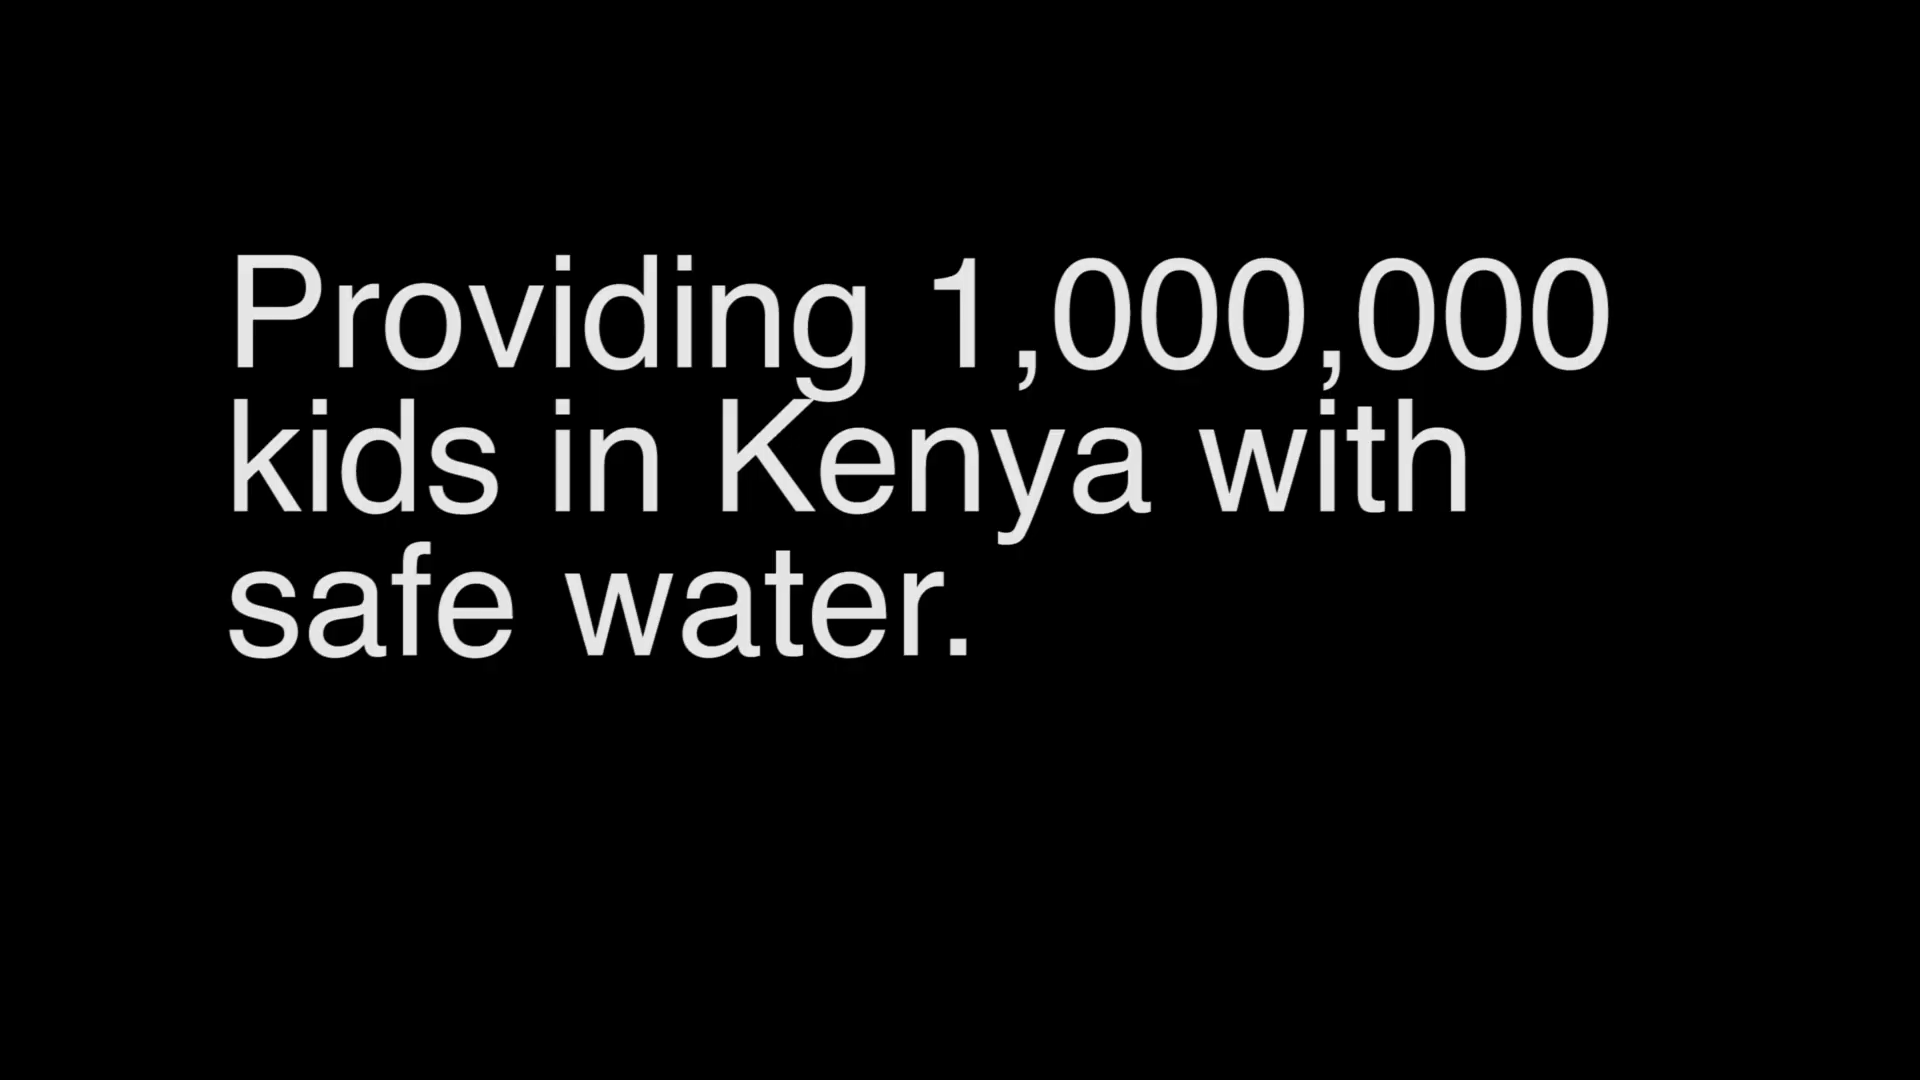 Providing 1,000,000
kids in Kenya with
safe water.